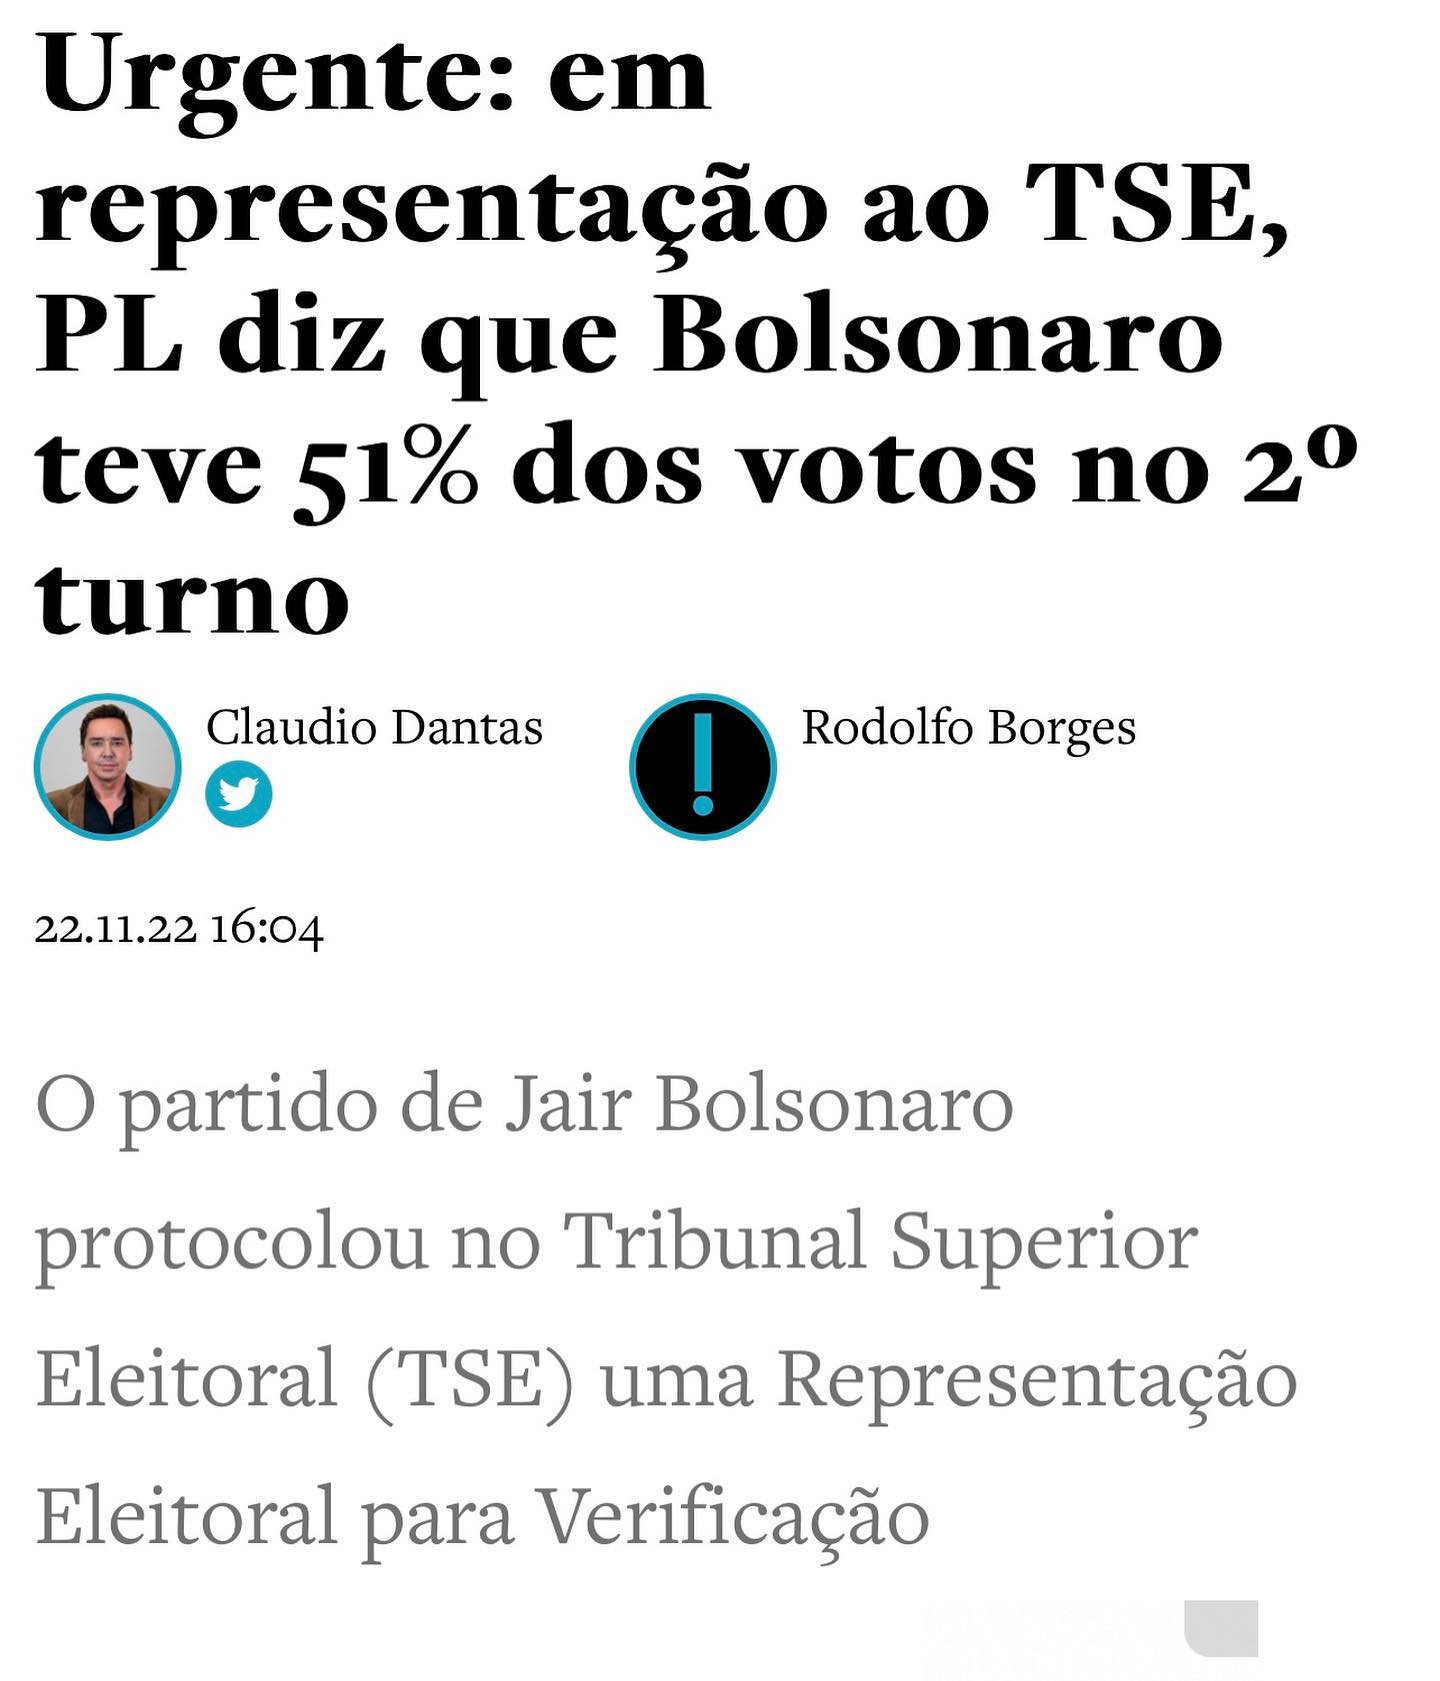 Urgente: em
representação ao TSE,
PL diz que Bolsonaro
teve 51% dos votos no 2º
turno
Claudio Dantas
Rodolfo Borges
22.11.22 16:04
O partido de Jair Bolsonaro
protocolou no Tribunal Superior
Eleitoral (TSE) uma Representação
Eleitoral para Verificação